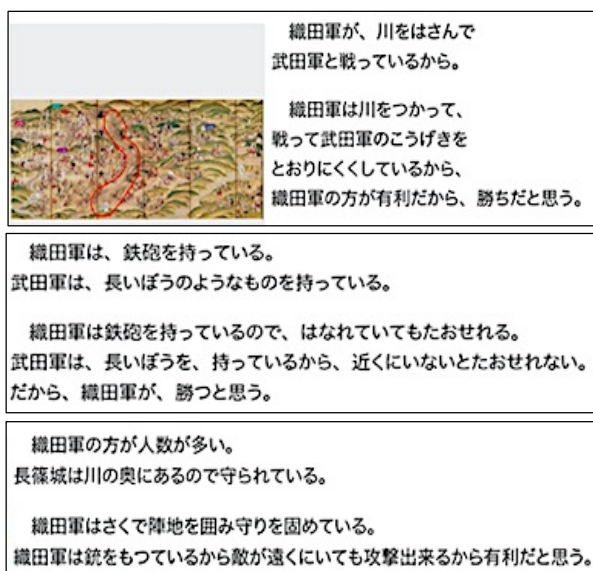 織田軍が、川をはさんで
武田軍と戦っているから。
織田軍は川をつかって、
戦って武田軍のこうげきを
とおりにくくしているから、
織田軍の方が有利だから、勝ちだと思う。
織田軍は、鉄砲を持っている。
武田軍は、長いぼうのようなものを持っている。
織田軍は鉄砲を持っているので、はなれていてもたおせれる。
武田軍は、長いぼうを、持っているから、近くにいないとたおせれない。
だから、織田軍が、勝つと思う。
織田軍の方が人数が多い。
長篠城は川の奥にあるので守られている。
織田軍はさくで陣地を囲み守りを固めている。
織田軍は銃をもつているから敵が遠くにいても攻撃出来るから有利だと思う。